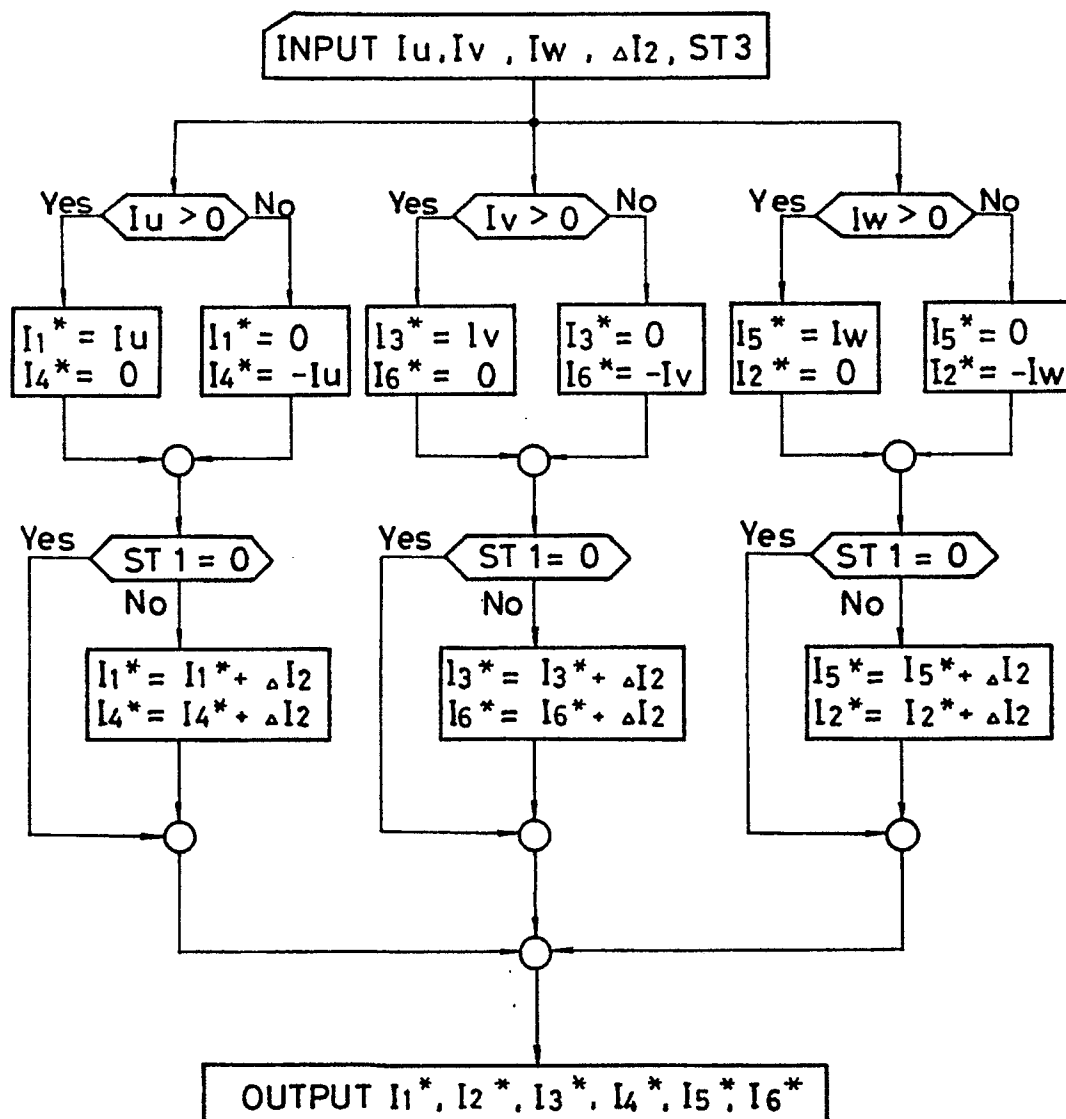 INPUT Iu, Iv, Iw, ΔI2, ST3
Yes
Iu > 0
No
Yes
Iv > 0
No
Yes
Iw > 0
No
I1* = Iu
I4* = 0
I1* = 0
I4* = -Iu
I3* = Iv
I6* = 0
I3* = 0
I6* = -Iv
I5* = Iw
I2* = 0
I5* = 0
I2* = -Iw
Yes
ST 1 = 0
No
Yes
ST 1 = 0
No
Yes
ST 1 = 0
No
I1* = I1* + ΔI2
I4* = I4* + ΔI2
I3* = I3* + ΔI2
I6* = I6* + ΔI2
I5* = I5* + ΔI2
I2* = I2* + ΔI2
OUTPUT I1*, I2*, I3*, I4*, I5*, I6*